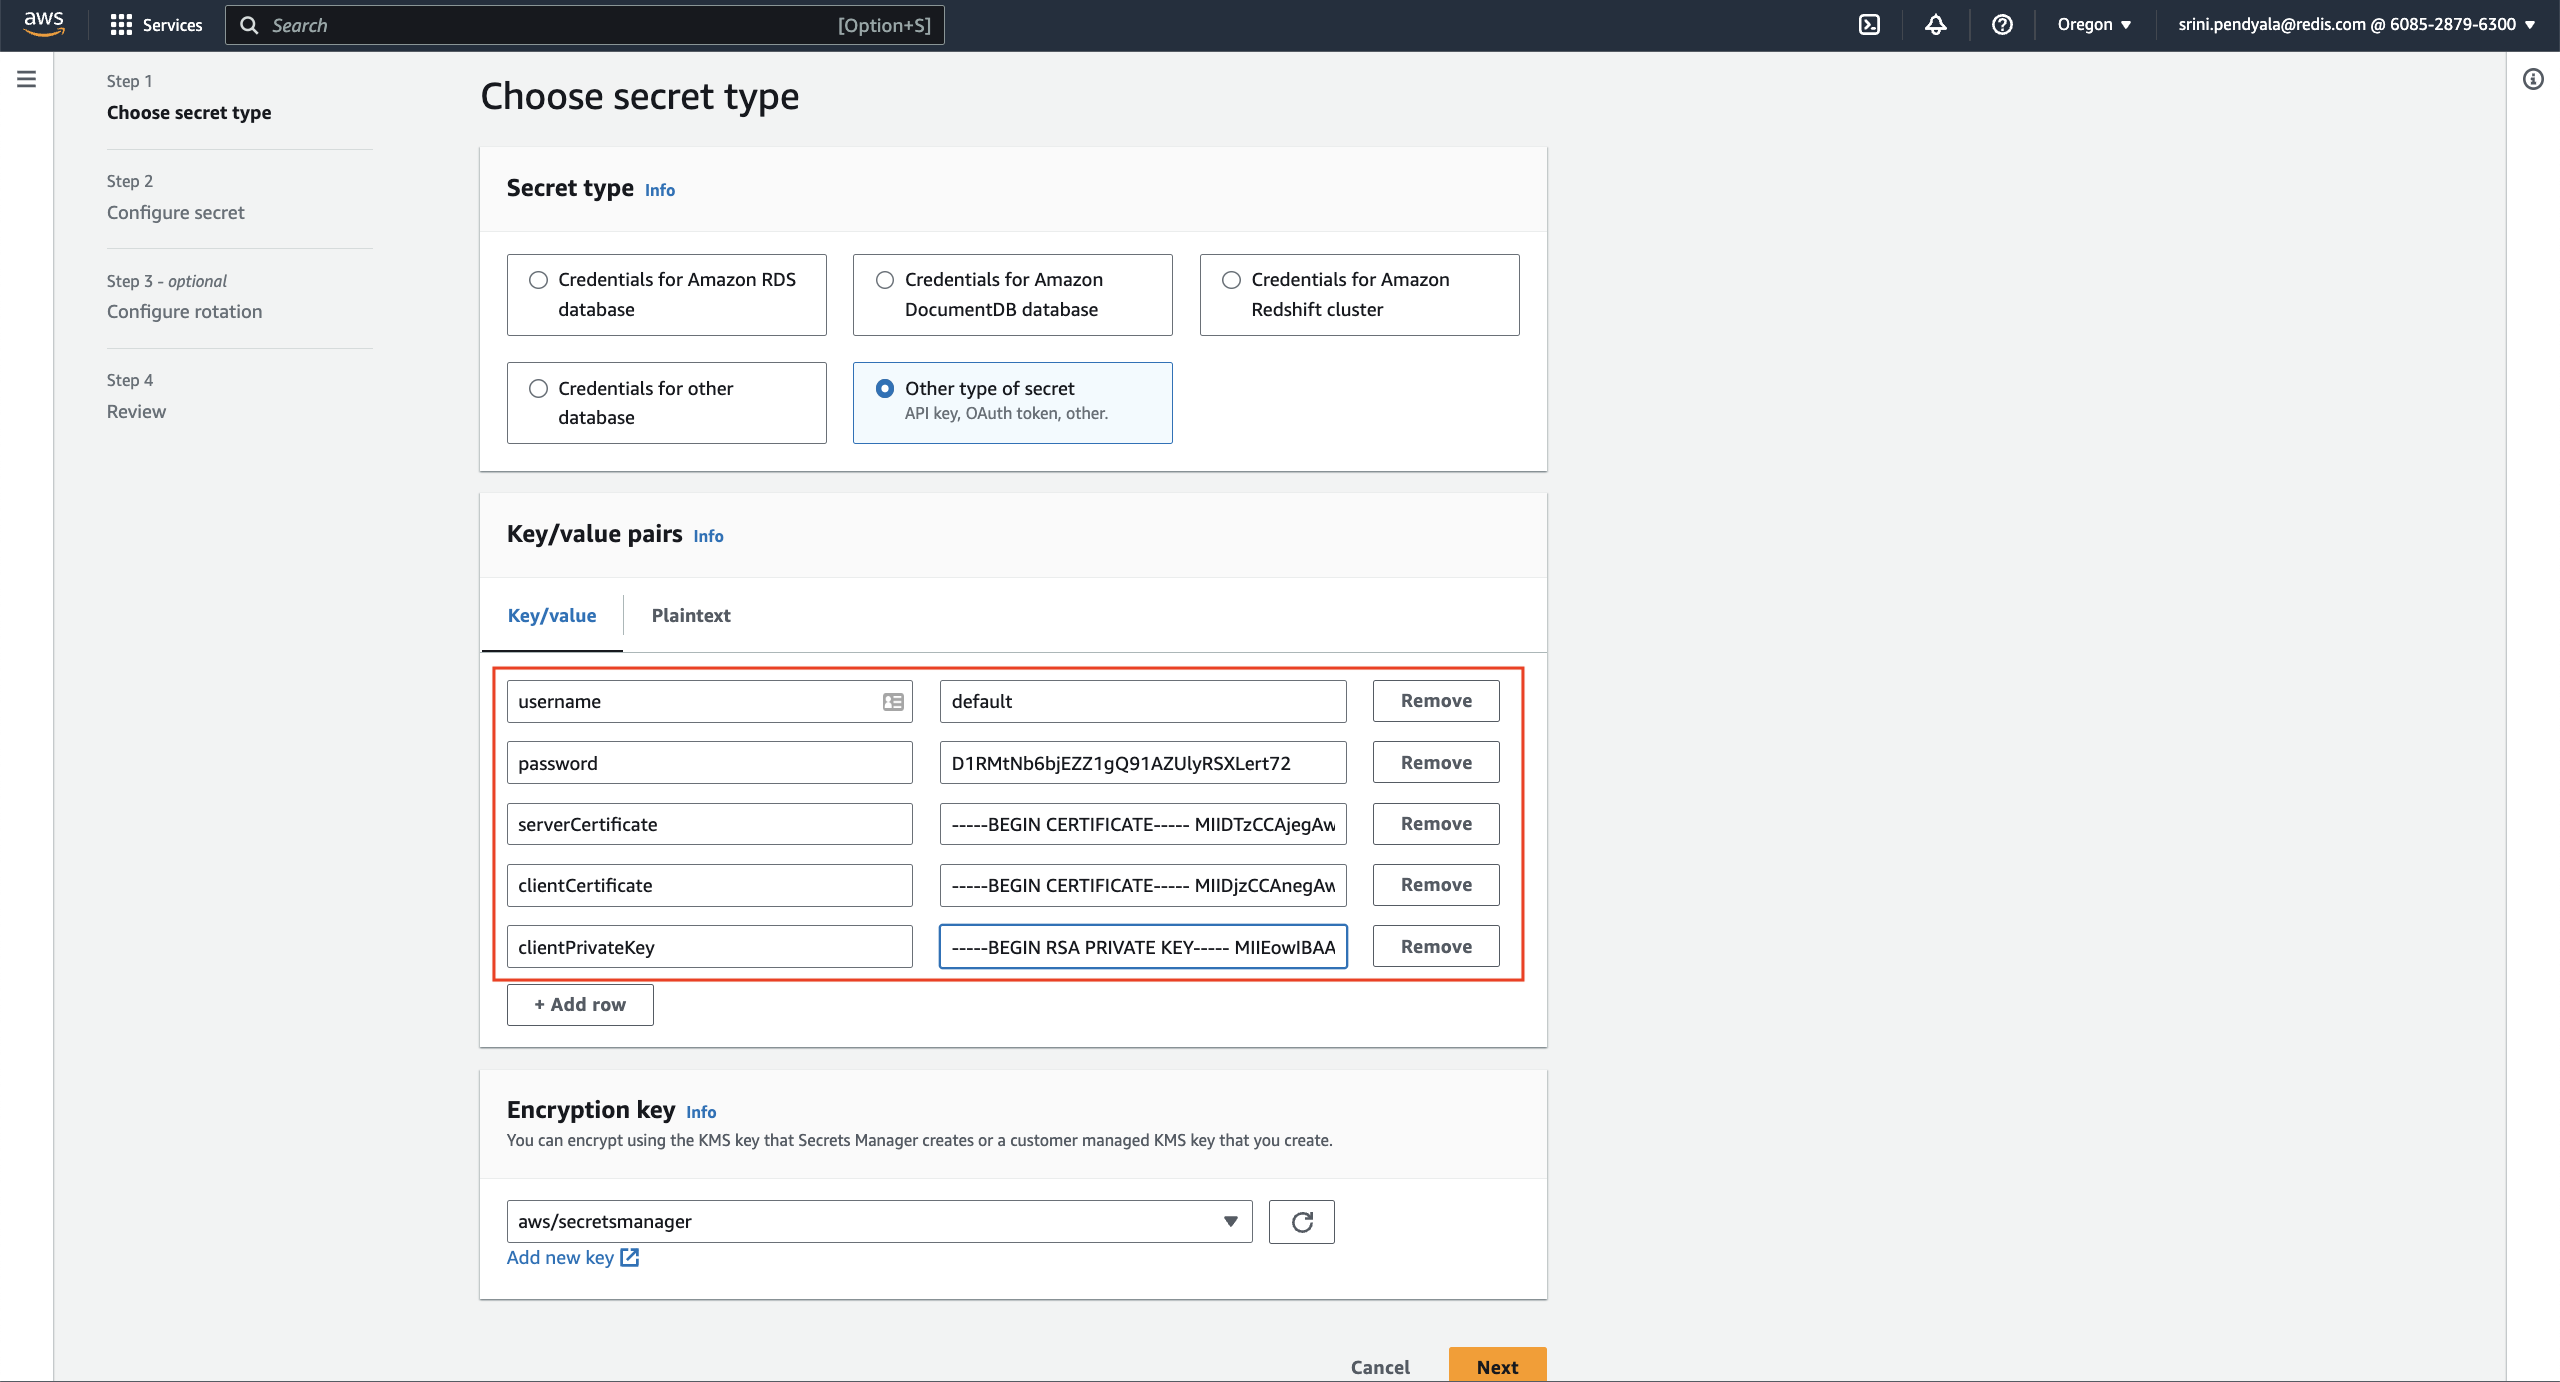 aws
Services
Search
[Option+S]
Oregon
srini.pendyala@redis.com @ 6085-2879-6300
Step 1
Choose secret type
Step 2
Configure secret
Step 3 - optional
Configure rotation
Step 4
Review
Choose secret type
Secret type Info
Credentials for Amazon RDS
database
Credentials for Amazon
DocumentDB database
Credentials for Amazon
Redshift cluster
Credentials for other
database
Other type of secret
API key, OAuth token, other.
Key/value pairs Info
Key/value
Plaintext
username
default
Remove
password
D1RMtNb6bjEZZ1gQ91AZUlyRSXLert72
Remove
serverCertificate
-----BEGIN CERTIFICATE----- MIIDTzCCAjegAw
Remove
clientCertificate
-----BEGIN CERTIFICATE----- MIIDjzCCAnegAw
Remove
clientPrivateKey
-----BEGIN RSA PRIVATE KEY----- MIIEowIBAA
Remove
+ Add row
Encryption key Info
You can encrypt using the KMS key that Secrets Manager creates or a customer managed KMS key that you create.
aws/secretsmanager
Add new key
Cancel
Next